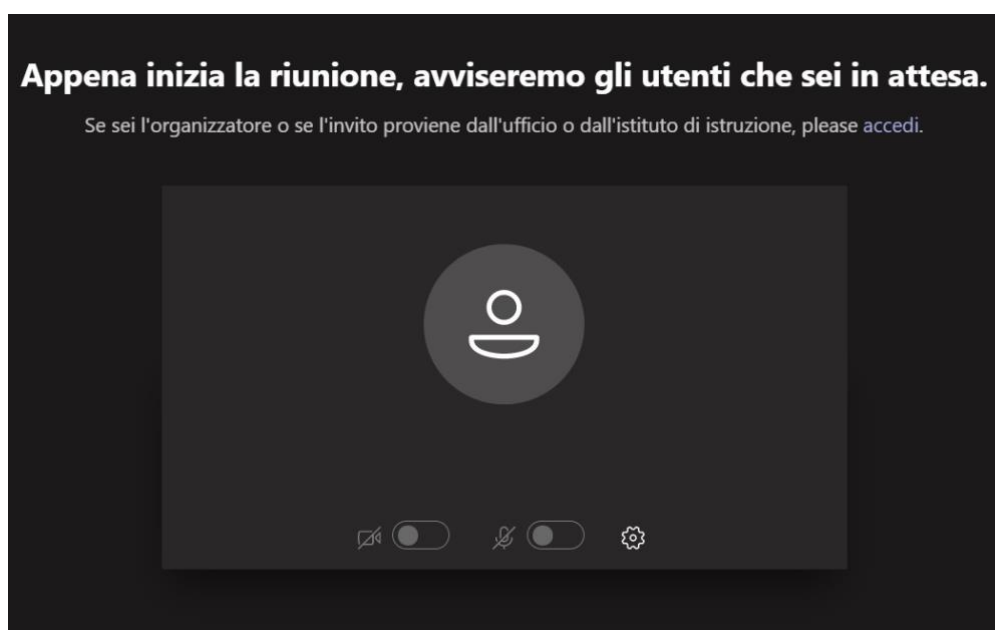 Appena inizia la riunione, avviseremo gli utenti che sei in attesa.
Se sei l'organizzatore o se l'invito proviene dall'ufficio o dall'istituto di istruzione, please accedi.